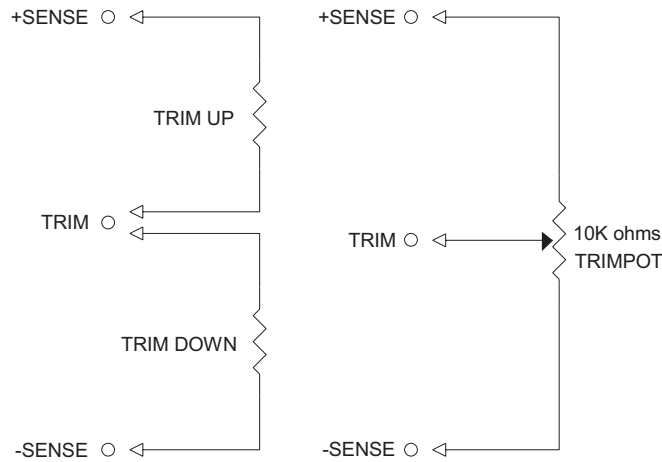 +SENSE
TRIM UP
TRIM
TRIM DOWN
-SENSE
+SENSE
TRIM
10K ohms
TRIMPOT
-SENSE